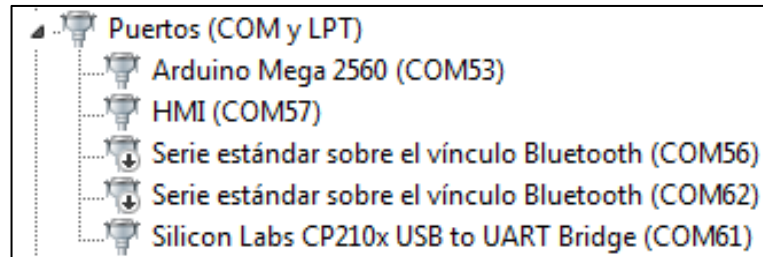 Puertos (COM y LPT)
Arduino Mega 2560 (COM53)
HMI (COM57)
Serie estándar sobre el vínculo Bluetooth (COM56)
Serie estándar sobre el vínculo Bluetooth (COM62)
Silicon Labs CP210x USB to UART Bridge (COM61)